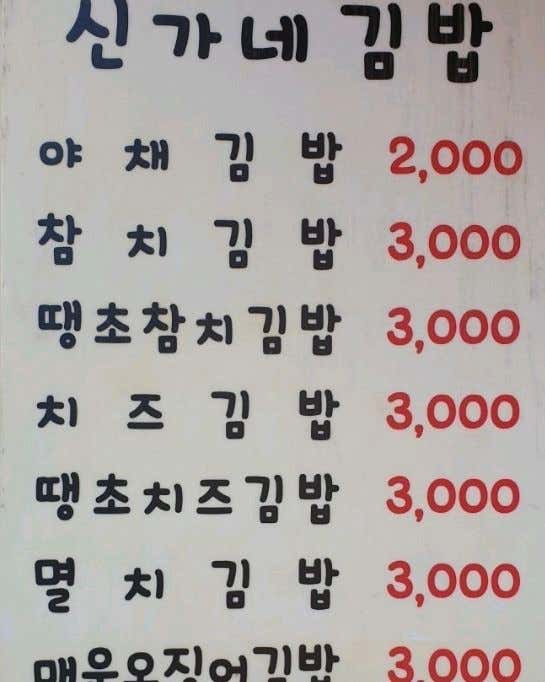 신가네김밥
야채김밥 2,000
참치김밥 3,000
땡초참치김밥 3,000
치즈김밥 3,000
땡초치즈김밥 3,000
멸치김밥 3,000
매운오징어김밥 3,000